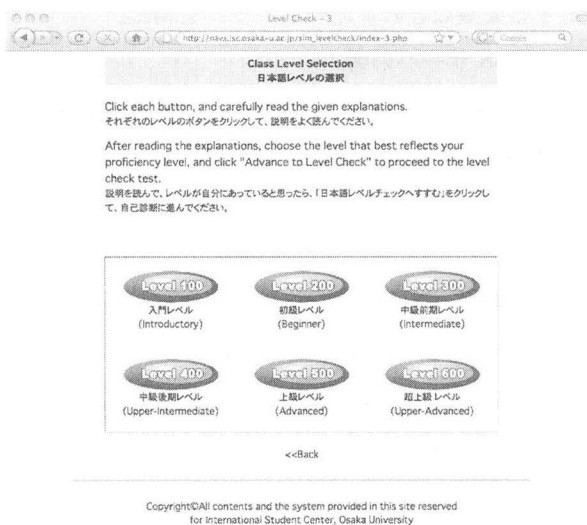 Level Check – 3
http://navi.isc.osaka-u.ac.jp/sim_levelcheck/index-3.php
Google
Class Level Selection
日本語レベルの選択
Click each button, and carefully read the given explanations.
それぞれのレベルのボタンをクリックして、説明をよく読んでください。
After reading the explanations, choose the level that best reflects your
proficiency level, and click "Advance to Level Check" to proceed to the level
check test.
説明を読んで、レベルが自分にあっていると思ったら、「日本語レベルチェックへすすむ」をクリックし
て、自己診断に進んでください。
Level 100 Level 200 Level 300
入門レベル 初級レベル 中級前期レベル
(Introductory) (Beginner) (Intermediate)
Level 400 Level 500 Level 600
中級後期レベル 上級レベル 超上級 レベル
(Upper-Intermediate) (Advanced) (Upper-Advanced)
<<Back
Copyright©All contents and the system provided in this site reserved
for International Student Center, Osaka University